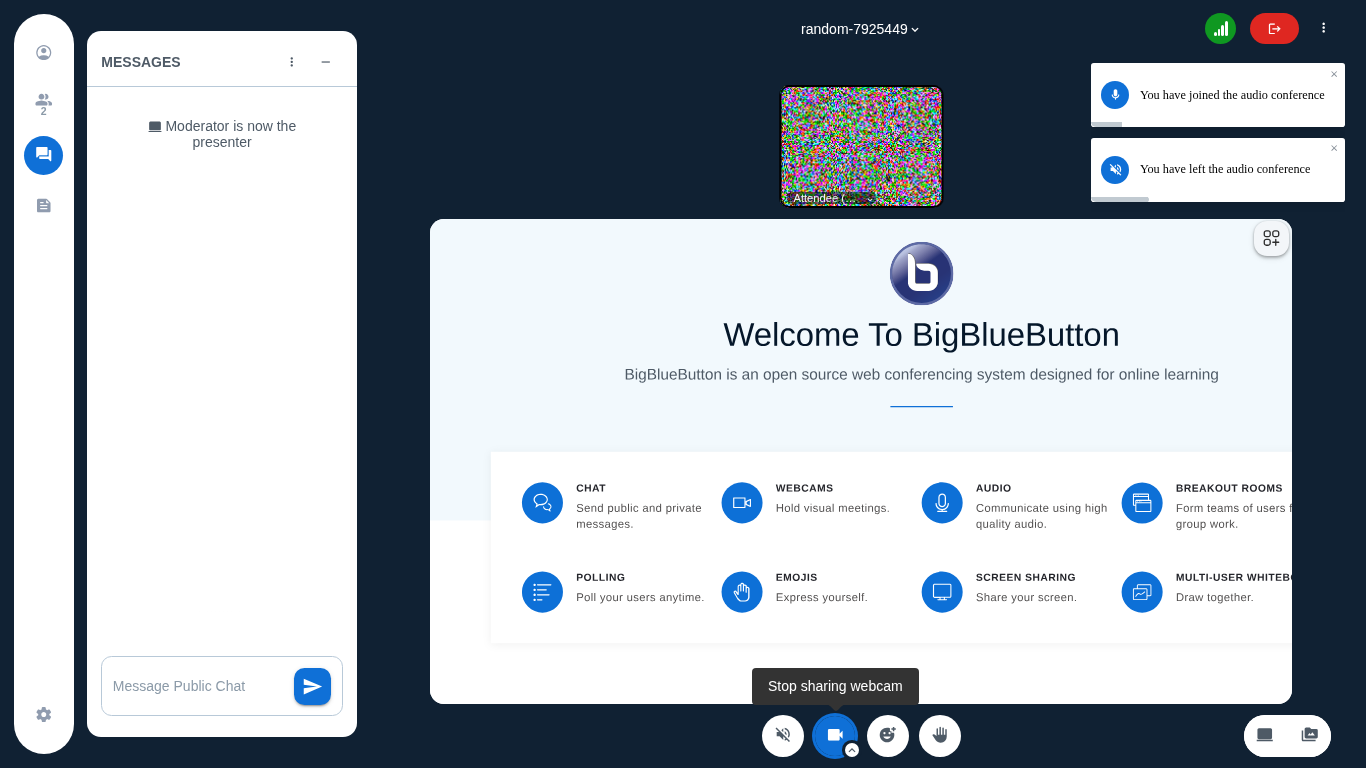 random-7925449
MESSAGES
2
Moderator is now the
presenter
You have joined the audio conference
You have left the audio conference
Attendee (...
Welcome To BigBlueButton
BigBlueButton is an open source web conferencing system designed for online learning
CHAT
Send public and private
messages.
WEBCAMS
Hold visual meetings.
AUDIO
Communicate using high
quality audio.
BREAKOUT ROOMS
Form teams of users f
group work.
POLLING
Poll your users anytime.
EMOJIS
Express yourself.
SCREEN SHARING
Share your screen.
MULTI-USER WHITEB
Draw together.
Message Public Chat
Stop sharing webcam